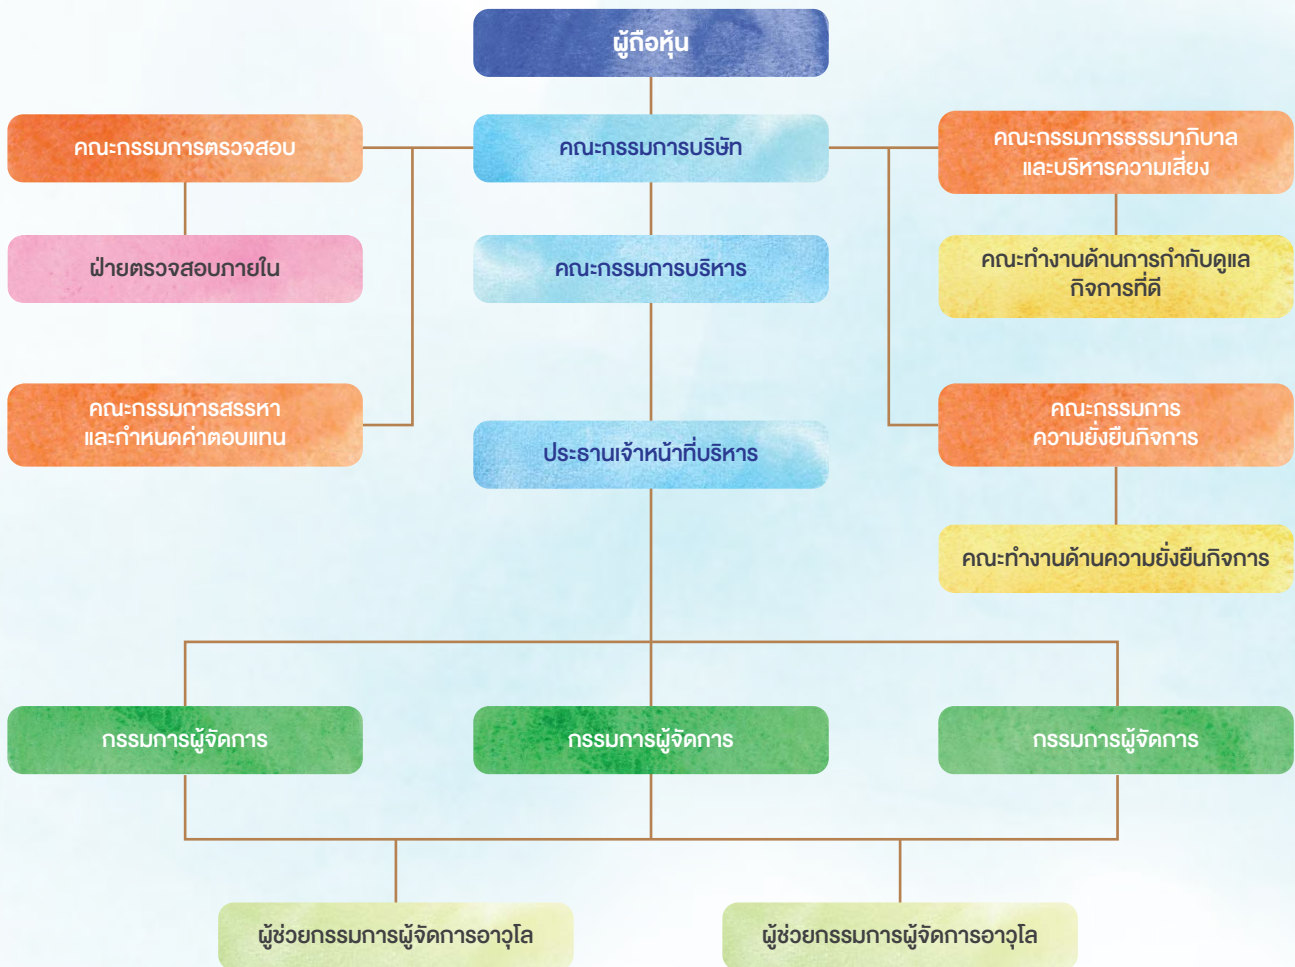 ผู้ถือหุ้น
คณะกรรมการตรวจสอบ
คณะกรรมการบริษัท
คณะกรรมการธรรมาภิบาล
และบริหารความเสี่ยง
ฝ่ายตรวจสอบภายใน
คณะกรรมการบริหาร
คณะทำงานด้านการกำกับดูแล
กิจการที่ดี
คณะกรรมการสรรหา
และกำหนดค่าตอบแทน
ประธานเจ้าหน้าที่บริหาร
คณะกรรมการ
ความยั่งยืนกิจการ
คณะทำงานด้านความยั่งยืนกิจการ
กรรมการผู้จัดการ
กรรมการผู้จัดการ
กรรมการผู้จัดการ
ผู้ช่วยกรรมการผู้จัดการอาวุโส
ผู้ช่วยกรรมการผู้จัดการอาวุโส